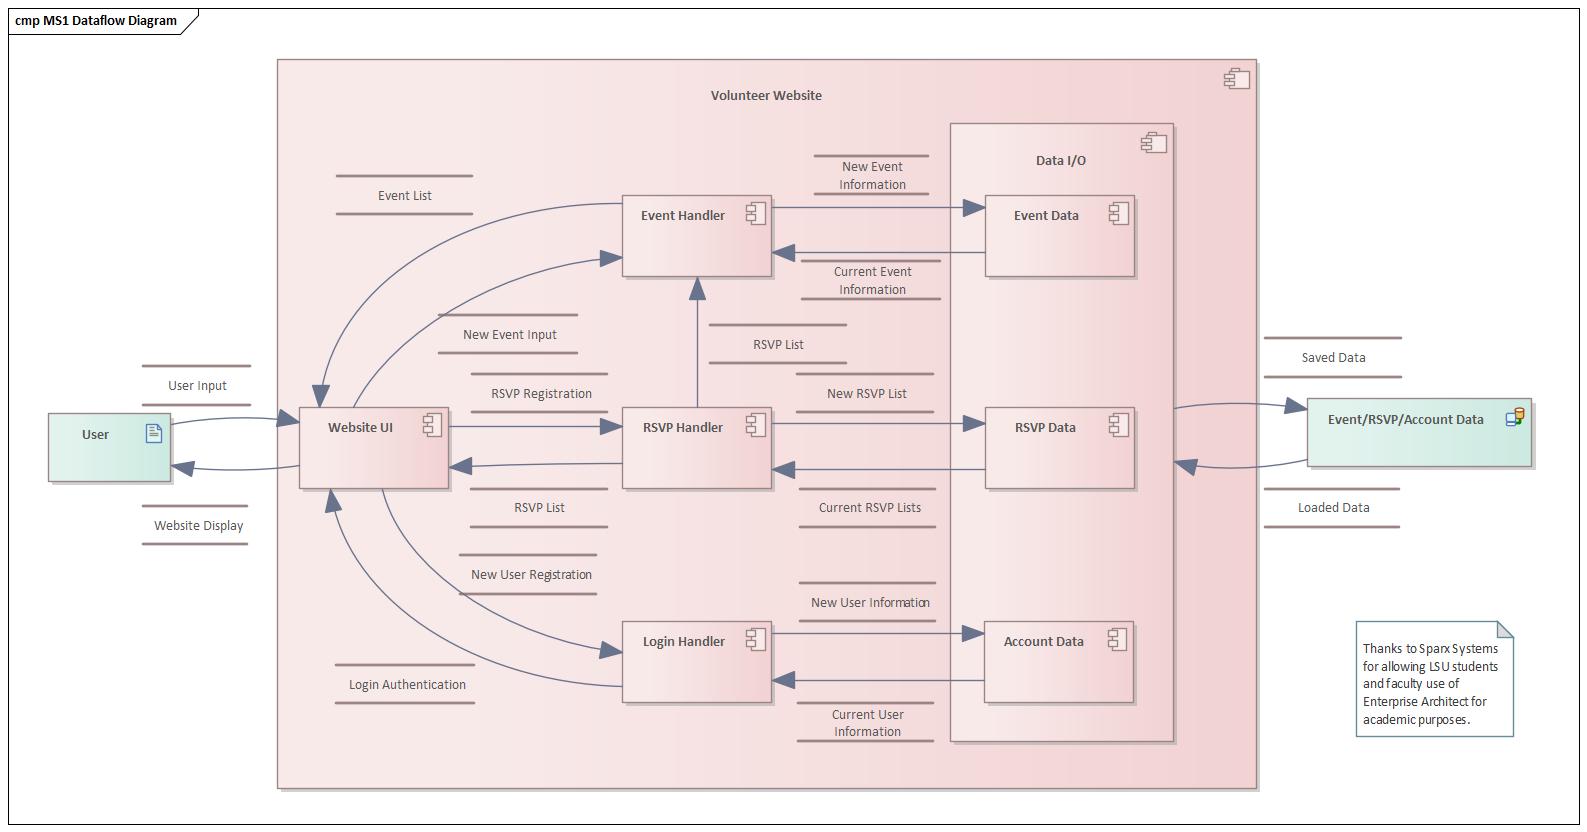 cmp MS1 Dataflow Diagram
Volunteer Website
Data I/O
Event List
New Event
Information
Event Handler
Event Data
Current Event
Information
New Event Input
RSVP List
Saved Data
User Input
RSVP Registration
New RSVP List
User
Website UI
RSVP Handler
RSVP Data
Event/RSVP/Account Data
Website Display
RSVP List
Current RSVP Lists
Loaded Data
New User Registration
New User Information
Login Handler
Account Data
Login Authentication
Current User
Information
Thanks to Sparx Systems
for allowing LSU students
and faculty use of
Enterprise Architect for
academic purposes.